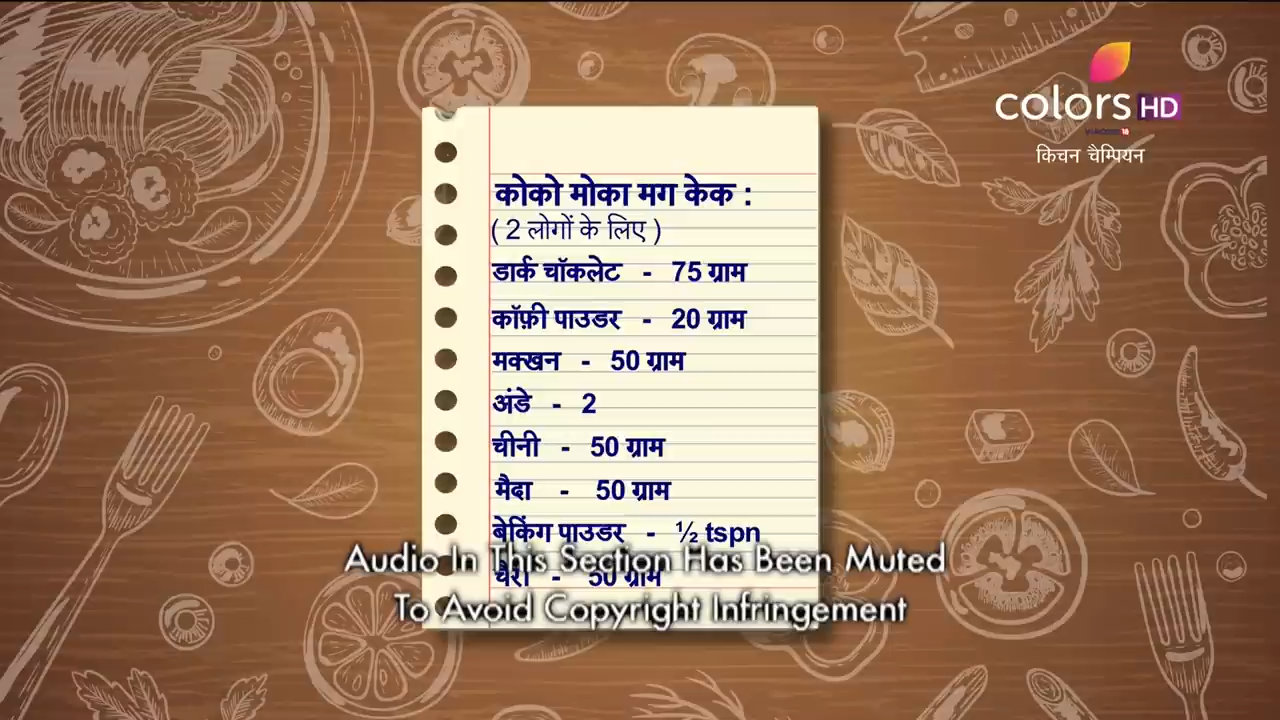 colors HD
किचन चैम्पियन
कोको मोका मग केक :
( 2 लोगों के लिए )
डार्क चॉकलेट - 75 ग्राम
कॉफ़ी पाउडर - 20 ग्राम
मक्खन - 50 ग्राम
अंडे - 2
चीनी - 50 ग्राम
मैदा - 50 ग्राम
बेकिंग पाउडर - ½ tspn
Audio In This Section Has Been Muted
चेरी - 50 ग्राम
To Avoid Copyright Infringement